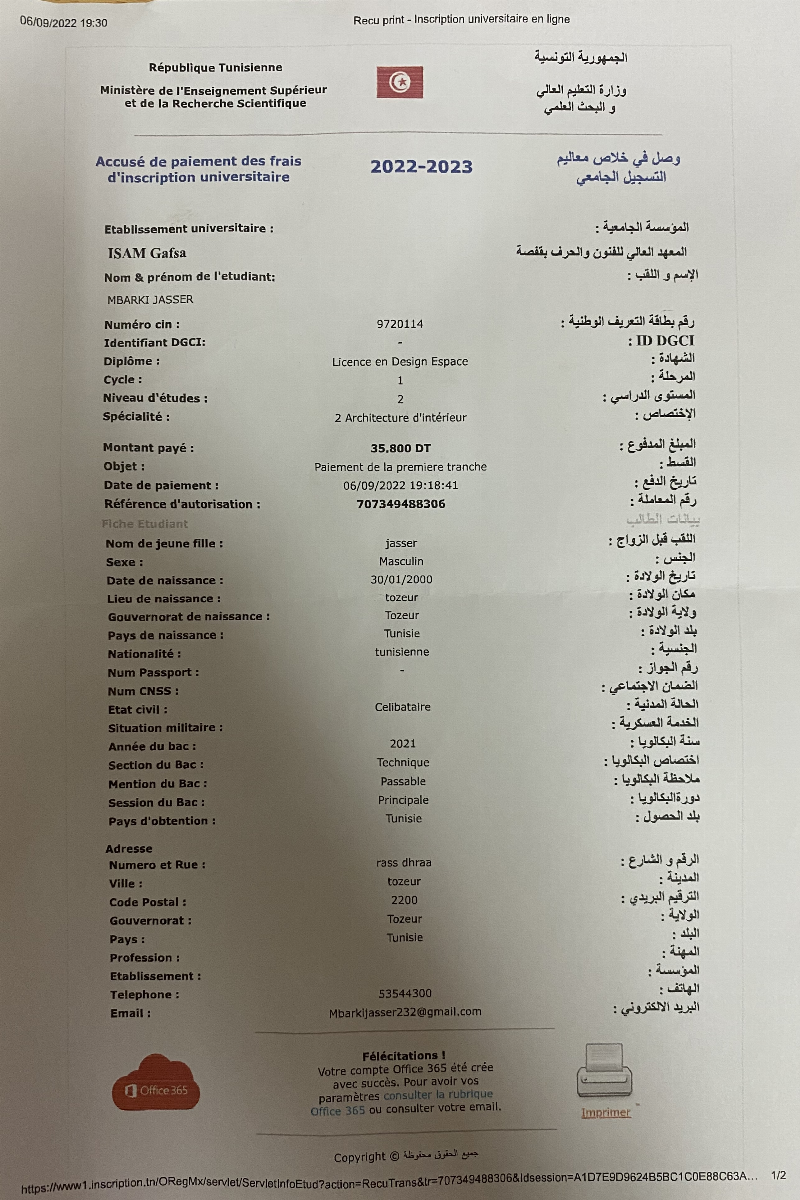 06/09/2022 19:30
Recu print - Inscription universitaire en ligne
République Tunisienne
الجمهورية التونسية
Ministère de l'Enseignement Supérieur
et de la Recherche Scientifique
وزارة التعليم العالي
و البحث العلمي
Accusé de paiement des frais
d'inscription universitaire
2022-2023
وصل في خلاص معاليم
التسجيل الجامعي
Etablissement universitaire :
المؤسسة الجامعية :
ISAM Gafsa
المعهد العالي للفنون والحرف بقفصة
Nom & prénom de l'etudiant:
الإسم و اللقب :
MBARKI JASSER
Numéro cin : 9720114 رقم بطاقة التعريف الوطنية :
Identifiant DGCI: - ID DGCI :
Diplôme : Licence en Design Espace الشهادة :
Cycle : 1 المرحلة :
Niveau d'études : 2 المستوى الدراسي :
Spécialité : 2 Architecture d'intérieur الإختصاص :
Montant payé : 35.800 DT المبلغ المدفوع :
Objet : Paiement de la premiere tranche القسط :
Date de paiement : 06/09/2022 19:18:41 تاريخ الدفع :
Référence d'autorisation : 707349488306 رقم المعاملة :
Fiche Etudiant بيانات الطالب
Nom de jeune fille : jasser اللقب قبل الزواج :
Sexe : Masculin الجنس :
Date de naissance : 30/01/2000 تاريخ الولادة :
Lieu de naissance : tozeur مكان الولادة :
Gouvernorat de naissance : Tozeur ولاية الولادة :
Pays de naissance : Tunisie بلد الولادة :
Nationalité : tunisienne الجنسية :
Num Passport : - رقم الجواز :
Num CNSS : الضمان الاجتماعي :
Etat civil : Celibataire الحالة المدنية :
Situation militaire : الخدمة العسكرية :
Année du bac : 2021 سنة البكالويا :
Section du Bac : Technique اختصاص البكالويا :
Mention du Bac : Passable ملاحظة البكالويا :
Session du Bac : Principale دورةالبكالويا :
Pays d'obtention : Tunisie بلد الحصول :
Adresse
Numero et Rue : rass dhraa الرقم و الشارع :
Ville : tozeur المدينة :
Code Postal : 2200 الترقيم البريدي :
Gouvernorat : Tozeur الولاية :
Pays : Tunisie البلد :
Profession : المهنة :
Etablissement : المؤسسة :
Telephone : 53544300 الهاتف :
Email : Mbarkijasser232@gmail.com البريد الالكتروني :
Office 365
Félécitations !
Votre compte Office 365 été crée
avec succès. Pour avoir vos
paramètres consulter la rubrique
Office 365 ou consulter votre email.
Imprimer
Copyright © جميع الحقوق محفوظة
https://www1.inscription.tn/ORegMx/servlet/ServletInfoEtud?action=RecuTrans&tr=707349488306&Idsession=A1D7E9D9624B5BC1C0E88C63A... 1/2